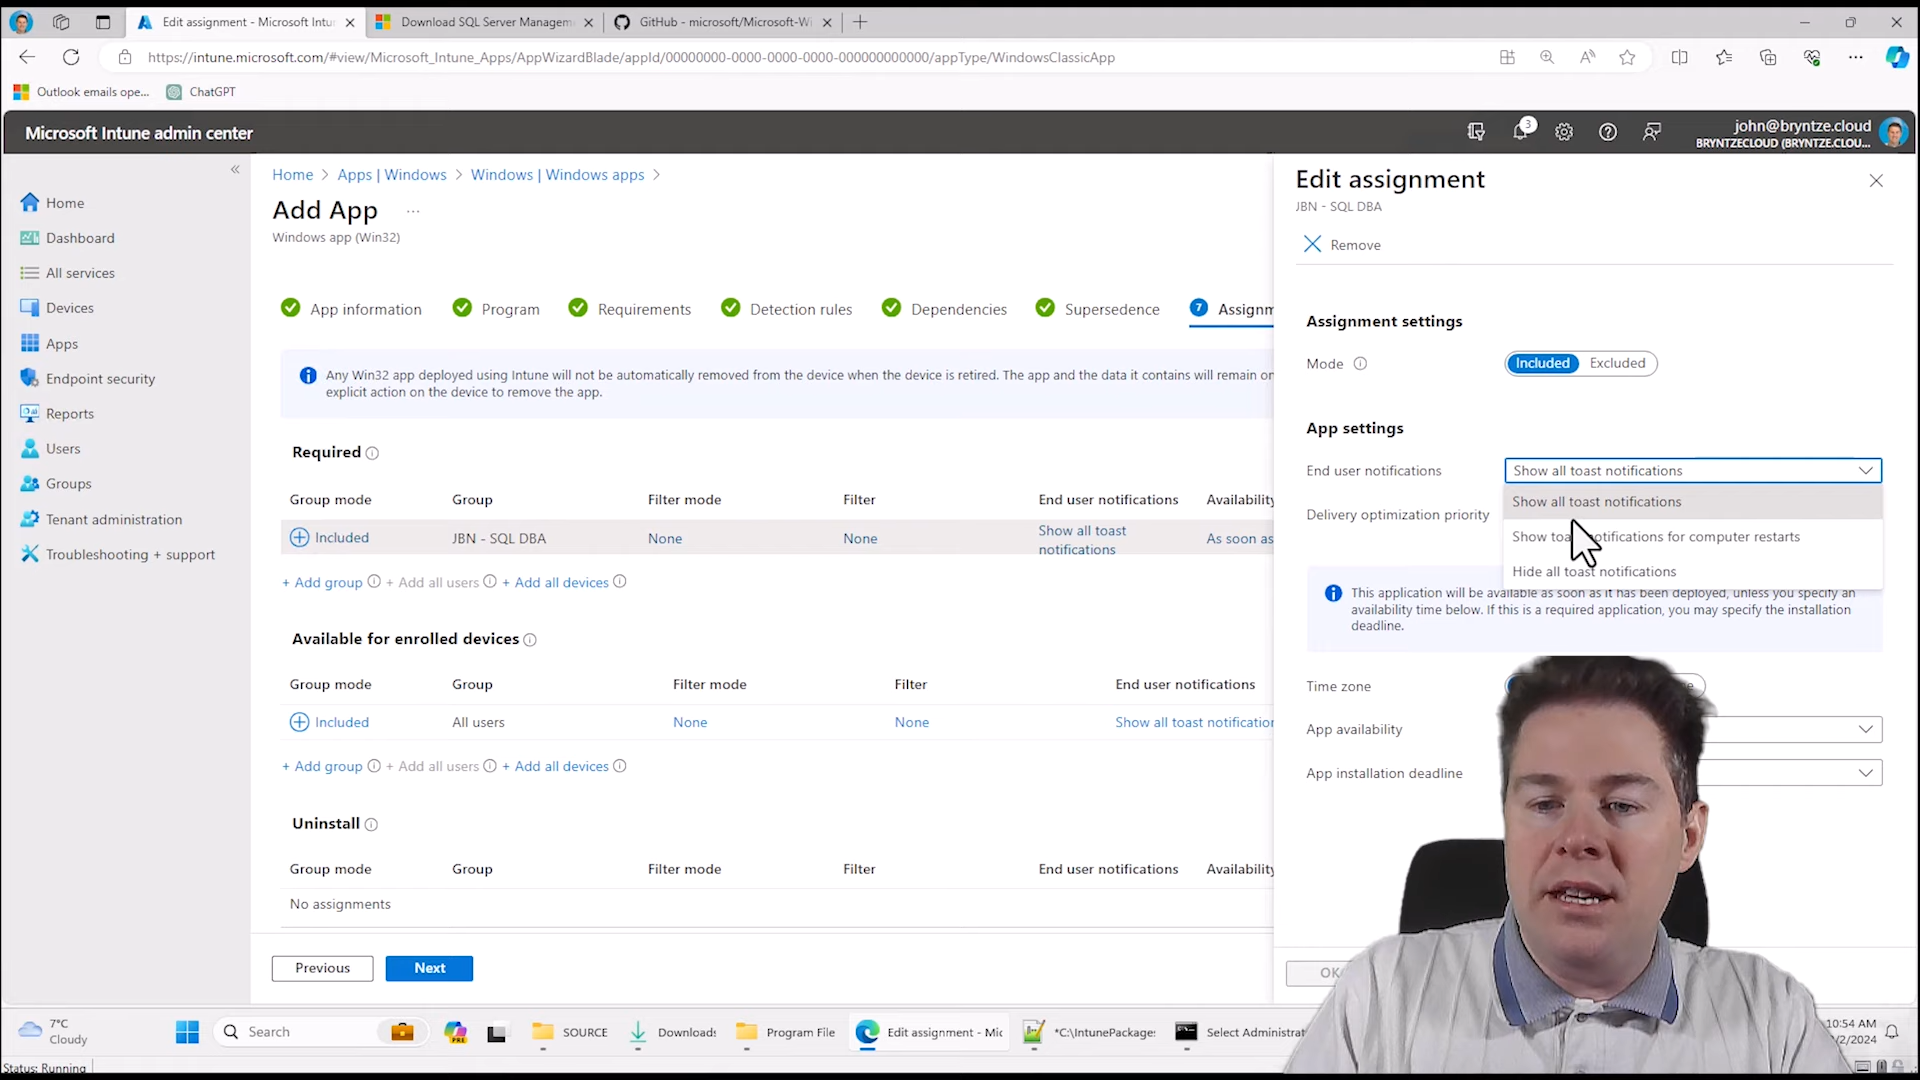 Edit assignment - Microsoft Intu
Download SQL Server Managem
GitHub - microsoft/Microsoft-Wi
https://intune.microsoft.com/#view/Microsoft_Intune_Apps/AppWizardBlade/appId/00000000-0000-0000-0000-000000000000/appType/WindowsClassicApp
Outlook emails ope...
ChatGPT
Microsoft Intune admin center
3
john@bryntze.cloud
BRYNTZECLOUD (BRYNTZE.CLOU...
Home
Dashboard
All services
Devices
Apps
Endpoint security
Reports
Users
Groups
Tenant administration
Troubleshooting + support
Home > Apps | Windows > Windows | Windows apps >
Add App ...
Windows app (Win32)
App information
Program
Requirements
Detection rules
Dependencies
Supersedence
7 Assignm
Any Win32 app deployed using Intune will not be automatically removed from the device when the device is retired. The app and the data it contains will remain on
explicit action on the device to remove the app.
Required
Group mode Group Filter mode Filter End user notifications Availability
Included JBN - SQL DBA None None Show all toast notifications As soon as
+ Add group + Add all users + Add all devices
Available for enrolled devices
Group mode Group Filter mode Filter End user notifications
Included All users None None Show all toast notification
+ Add group + Add all users + Add all devices
Uninstall
Group mode Group Filter mode Filter End user notifications Availability
No assignments
Previous
Next
Edit assignment
JBN - SQL DBA
Remove
Assignment settings
Mode Included Excluded
App settings
End user notifications Show all toast notifications
Show all toast notifications
Delivery optimization priority
Show notifications for computer restarts
Hide all toast notifications
This application will be available as soon as it has been deployed, unless you specify an
availability time below. If this is a required application, you may specify the installation
deadline.
Time zone
App availability
App installation deadline
OK
7°C
Cloudy
Search
PRE
SOURCE
Downloads
Program File
Edit assignment - Mic
*C:\IntunePackage:
Select Administra
10:54 AM
/2/2024
Status: Running